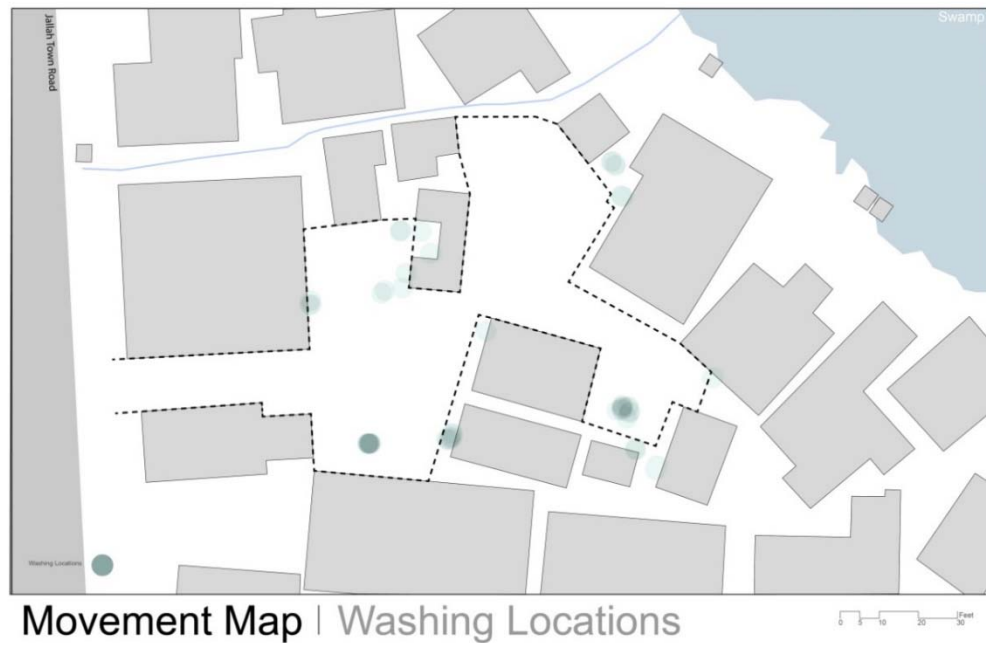 Jallah Town Road
Swamp
Washing Locations
Movement Map | Washing Locations
Feet
0 5 10 20 30